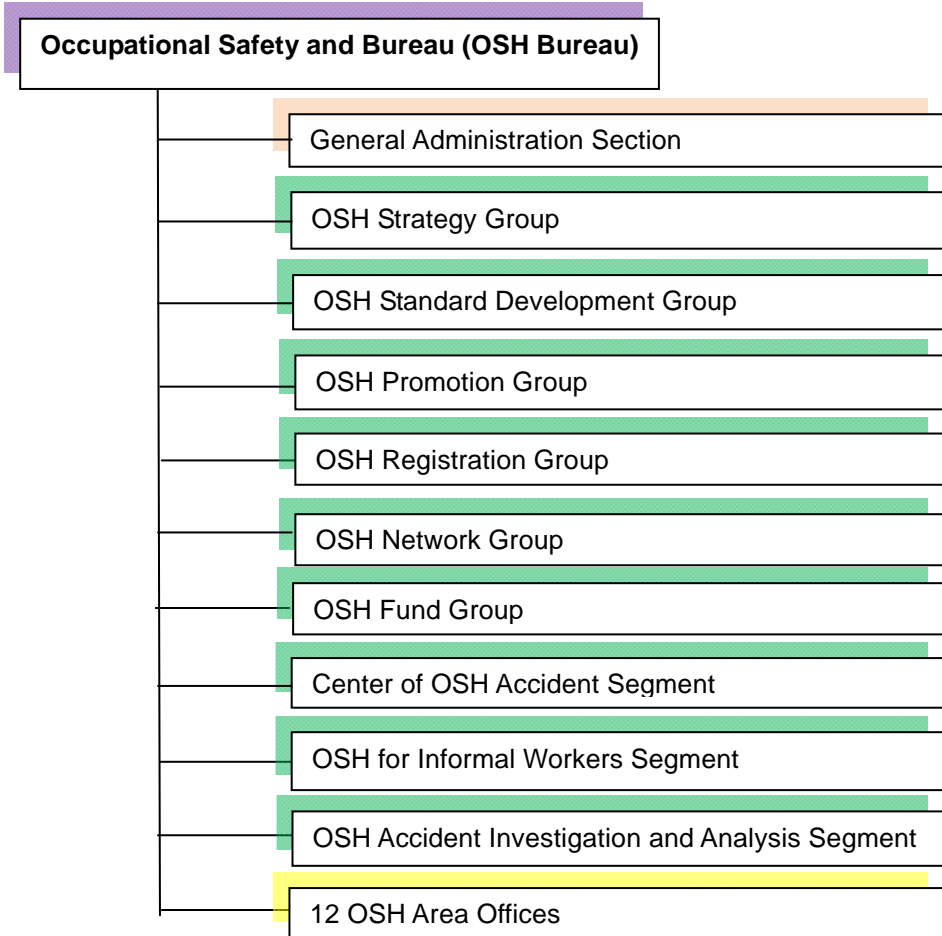 Occupational Safety and Bureau (OSH Bureau)
General Administration Section
OSH Strategy Group
OSH Standard Development Group
OSH Promotion Group
OSH Registration Group
OSH Network Group
OSH Fund Group
Center of OSH Accident Segment
OSH for Informal Workers Segment
OSH Accident Investigation and Analysis Segment
12 OSH Area Offices